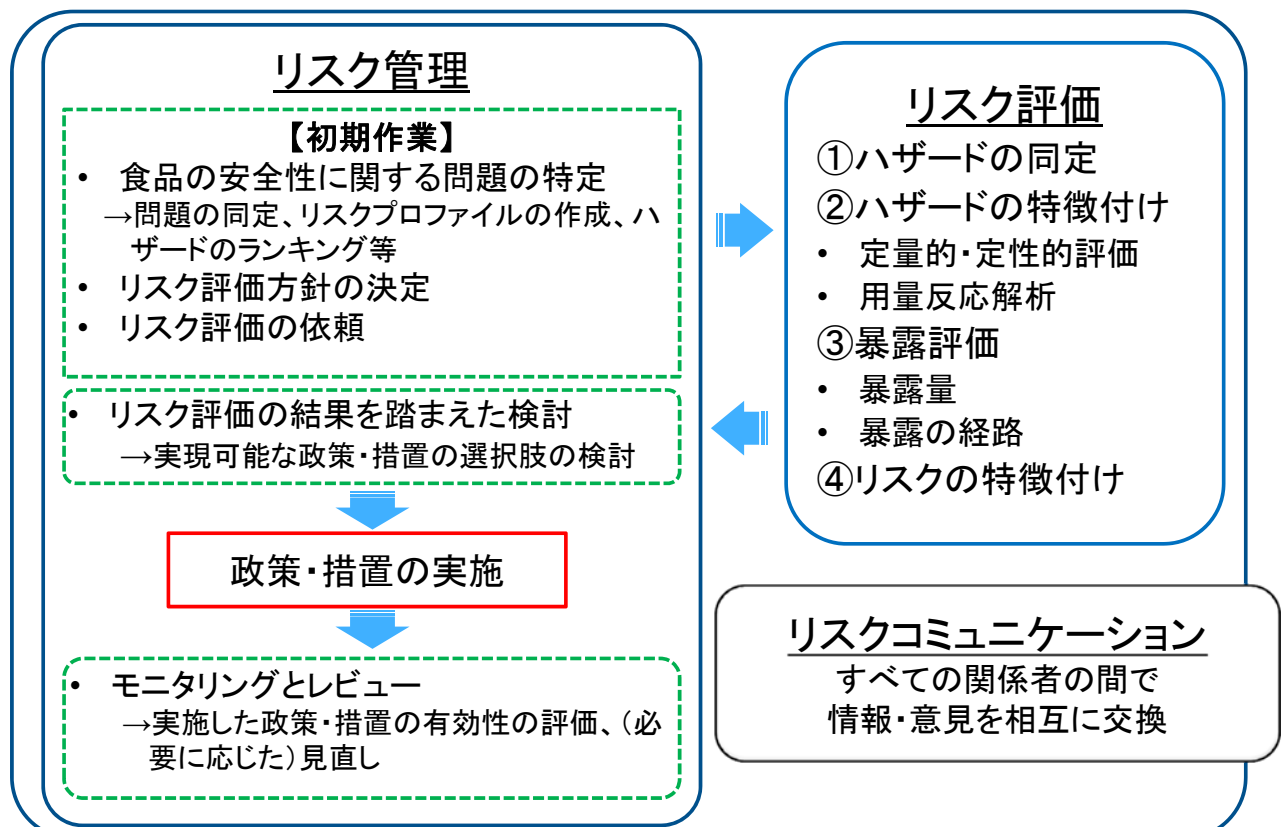 リスク管理
【初期作業】
• 食品の安全性に関する問題の特定
→問題の同定、リスクプロファイルの作成、ハ
ザードのランキング等
• リスク評価方針の決定
• リスク評価の依頼
• リスク評価の結果を踏まえた検討
→実現可能な政策・措置の選択肢の検討
政策・措置の実施
• モニタリングとレビュー
→実施した政策・措置の有効性の評価、（必
要に応じた）見直し
リスク評価
①ハザードの同定
②ハザードの特徴付け
• 定量的・定性的評価
• 用量反応解析
③暴露評価
• 暴露量
• 暴露の経路
④リスクの特徴付け
リスクコミュニケーション
すべての関係者の間で
情報・意見を相互に交換